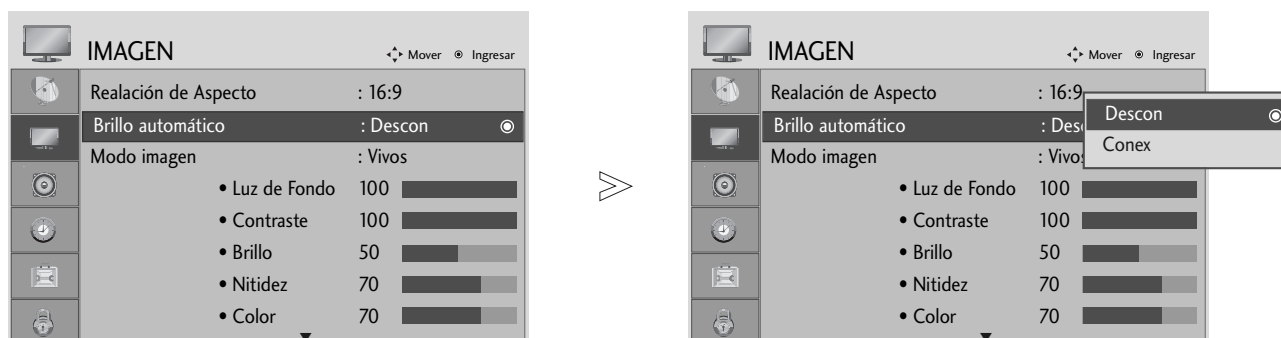 IMAGEN Mover Ingresar
Realación de Aspecto : 16:9
Brillo automático : Descon
Modo imagen : Vivos
• Luz de Fondo 100
• Contraste 100
• Brillo 50
• Nitidez 70
• Color 70
IMAGEN Mover Ingresar
Realación de Aspecto : 16:9
Brillo automático : Des
Modo imagen : Vivos
• Luz de Fondo 100
• Contraste 100
• Brillo 50
• Nitidez 70
• Color 70
Descon
Conex